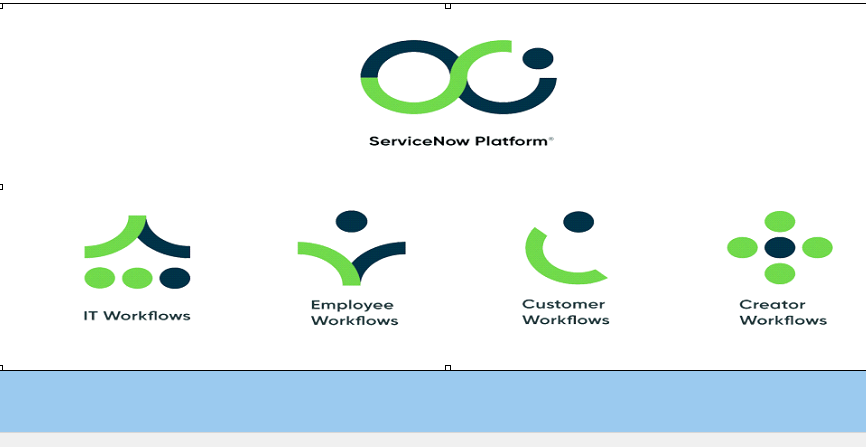 ServiceNow Platform®
IT Workflows
Employee
Workflows
Customer
Workflows
Creator
Workflows